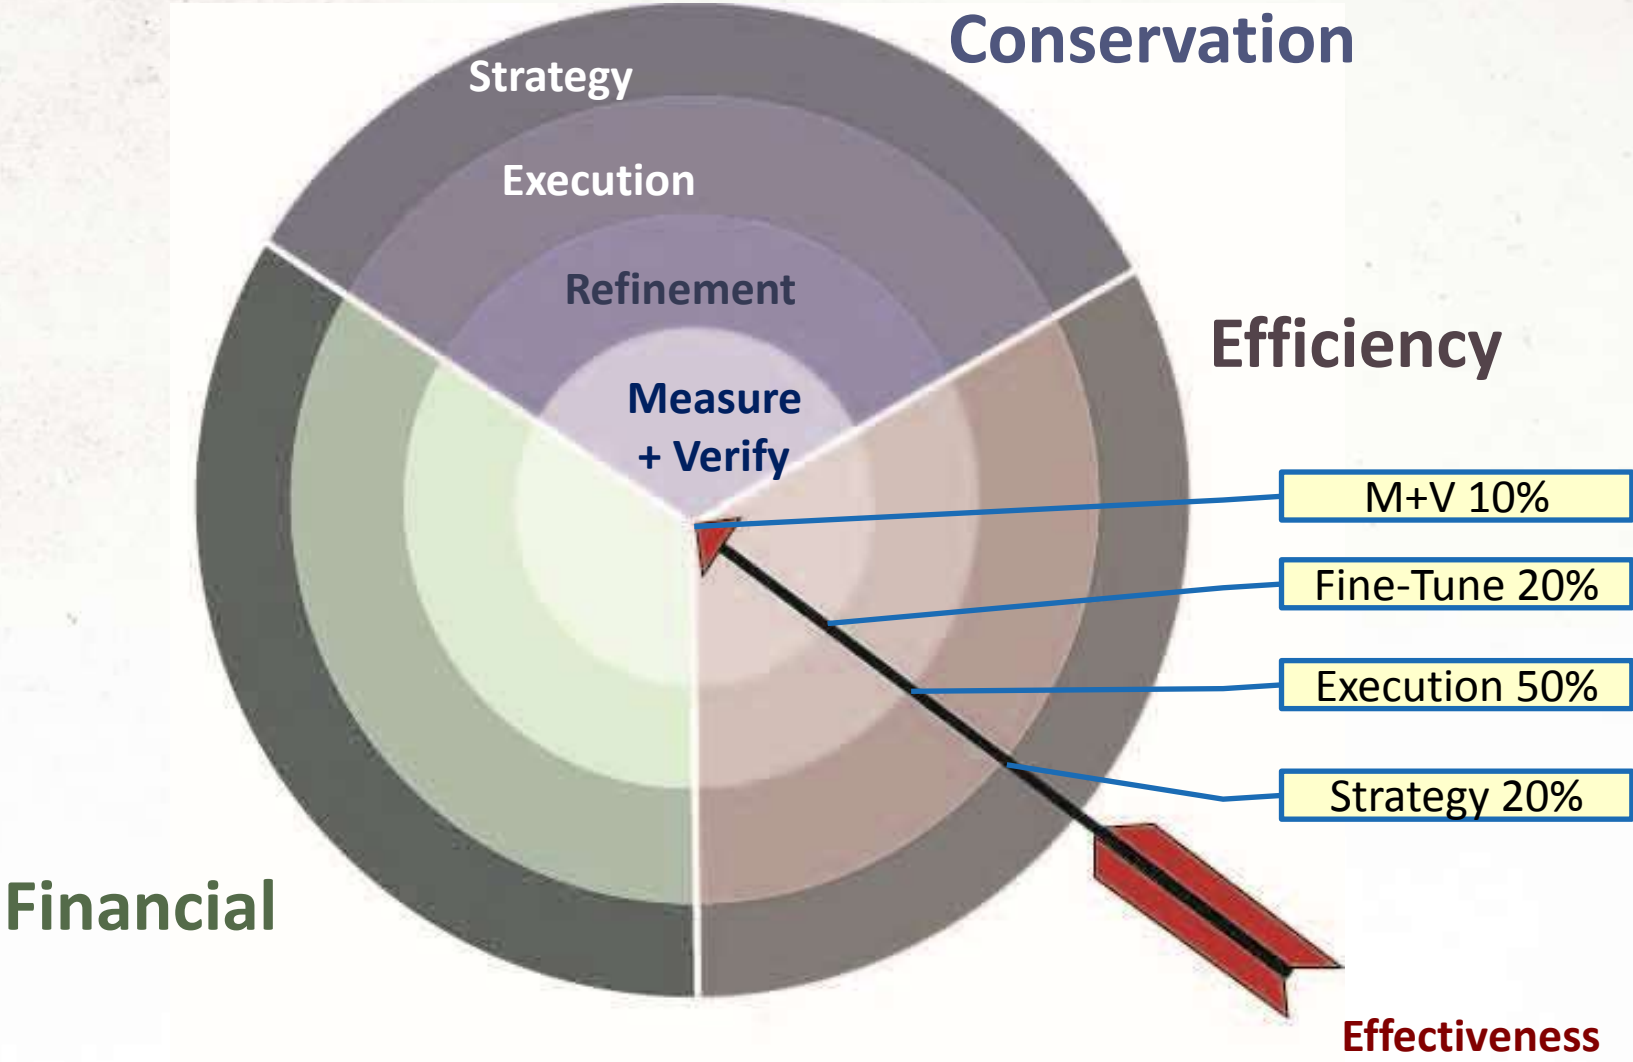 Conservation
Strategy
Execution
Refinement
Measure
+ Verify
Efficiency
M+V 10%
Fine-Tune 20%
Execution 50%
Strategy 20%
Financial
Effectiveness